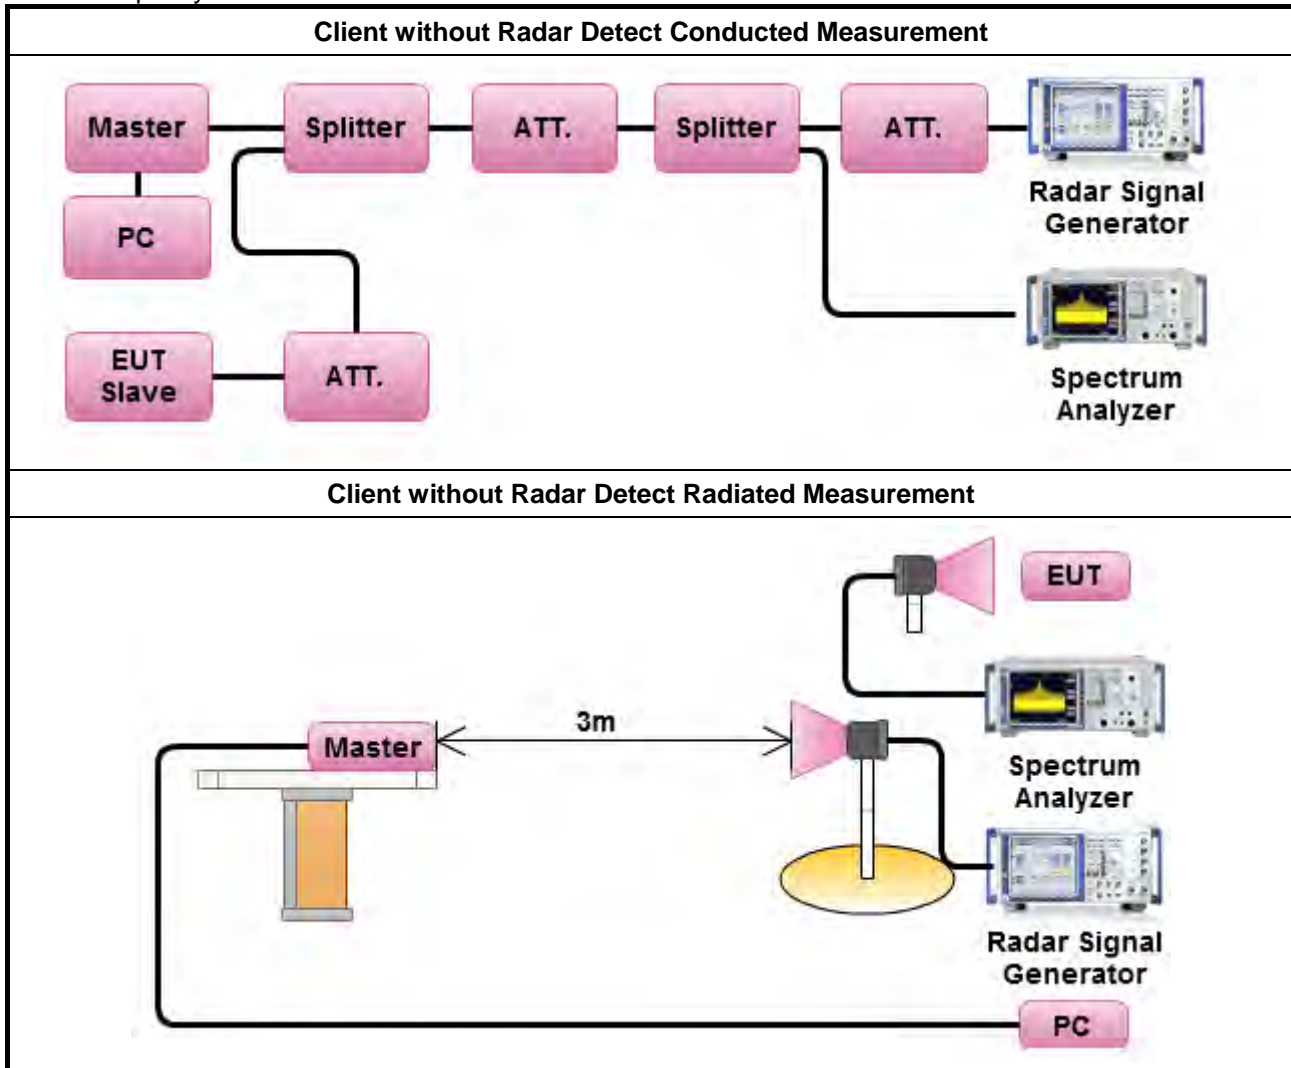 Client without Radar Detect Conducted Measurement
Master
Splitter
ATT.
Splitter
ATT.
Radar Signal
Generator
PC
EUT
Slave
ATT.
Spectrum
Analyzer
Client without Radar Detect Radiated Measurement
EUT
3m
Master
Spectrum
Analyzer
Radar Signal
Generator
PC